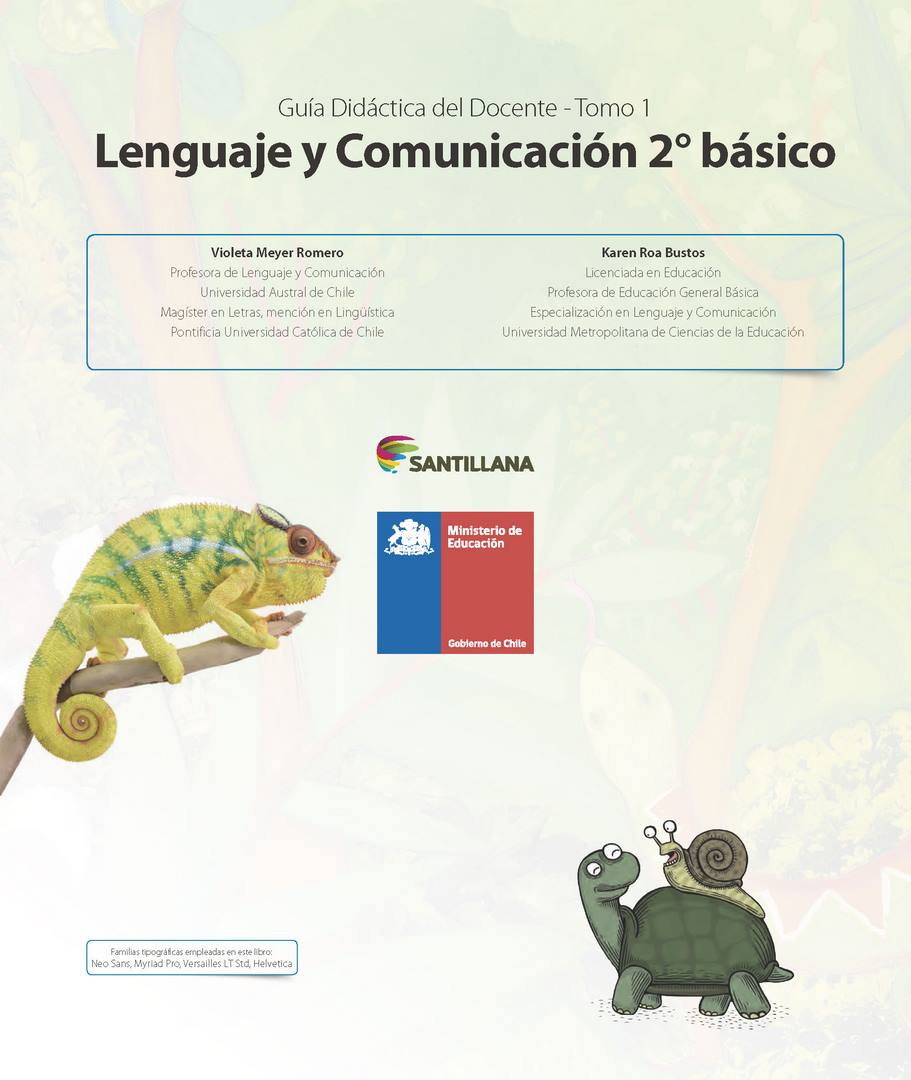 Guía Didáctica del Docente - Tomo 1
Lenguaje y Comunicación 2° básico
Violeta Meyer Romero
Profesora de Lenguaje y Comunicación
Universidad Austral de Chile
Magíster en Letras, mención en Lingüística
Pontificia Universidad Católica de Chile
Karen Roa Bustos
Licenciada en Educación
Profesora de Educación General Básica
Especialización en Lenguaje y Comunicación
Universidad Metropolitana de Ciencias de la Educación
SANTILLANA
Ministerio de
Educación
Gobierno de Chile
Familias tipográficas empleadas en este libro:
Neo Sans, Myriad Pro, Versailles LT Std, Helvetica